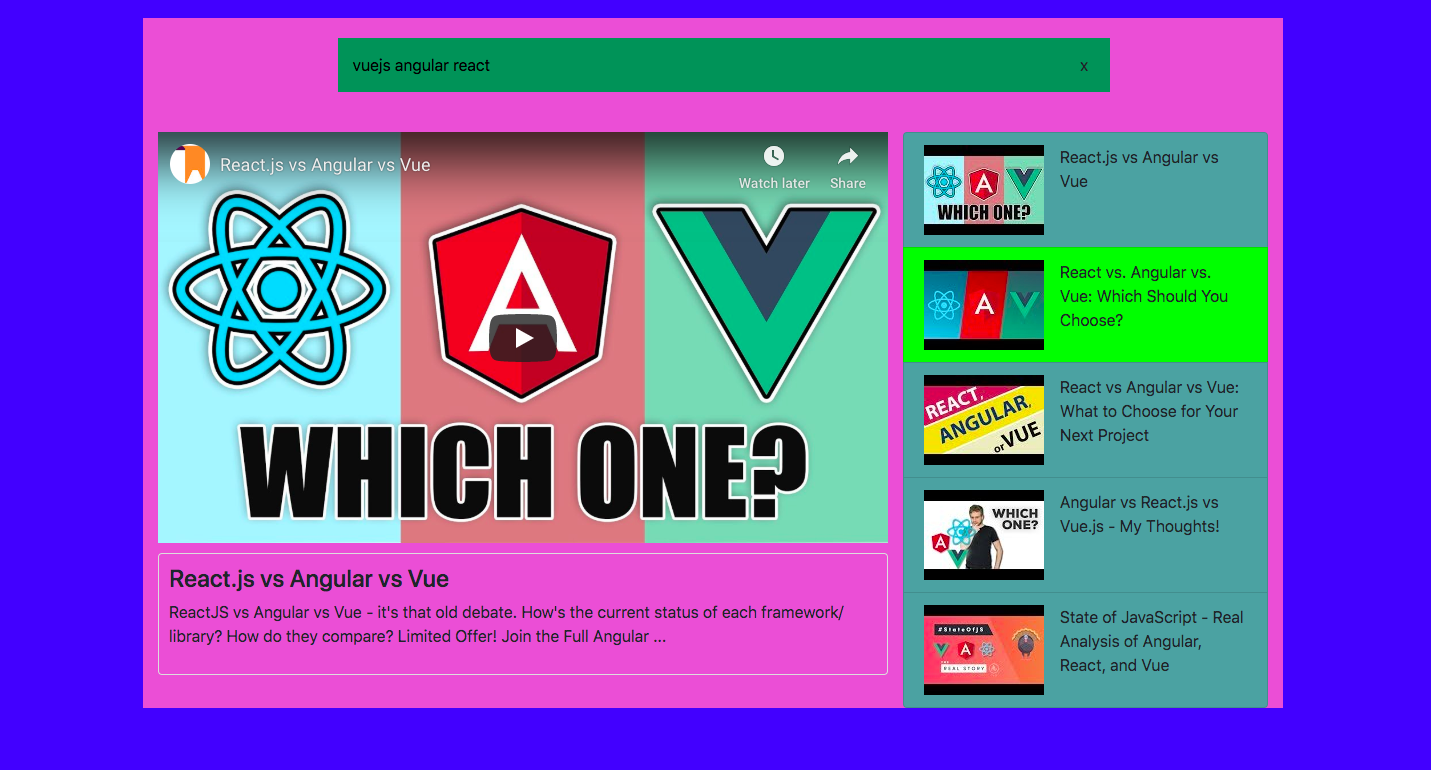 vuejs angular react x
React.js vs Angular vs Vue
Watch later Share
WHICH ONE?
React.js vs Angular vs Vue
ReactJS vs Angular vs Vue - it's that old debate. How's the current status of each framework/
library? How do they compare? Limited Offer! Join the Full Angular ...
WHICH ONE?
React.js vs Angular vs
Vue
React vs. Angular vs.
Vue: Which Should You
Choose?
REACT,
ANGULAR,
or VUE
React vs Angular vs Vue:
What to Choose for Your
Next Project
WHICH
ONE?
Angular vs React.js vs
Vue.js - My Thoughts!
#StateOfJS
REAL STORY
State of JavaScript - Real
Analysis of Angular,
React, and Vue